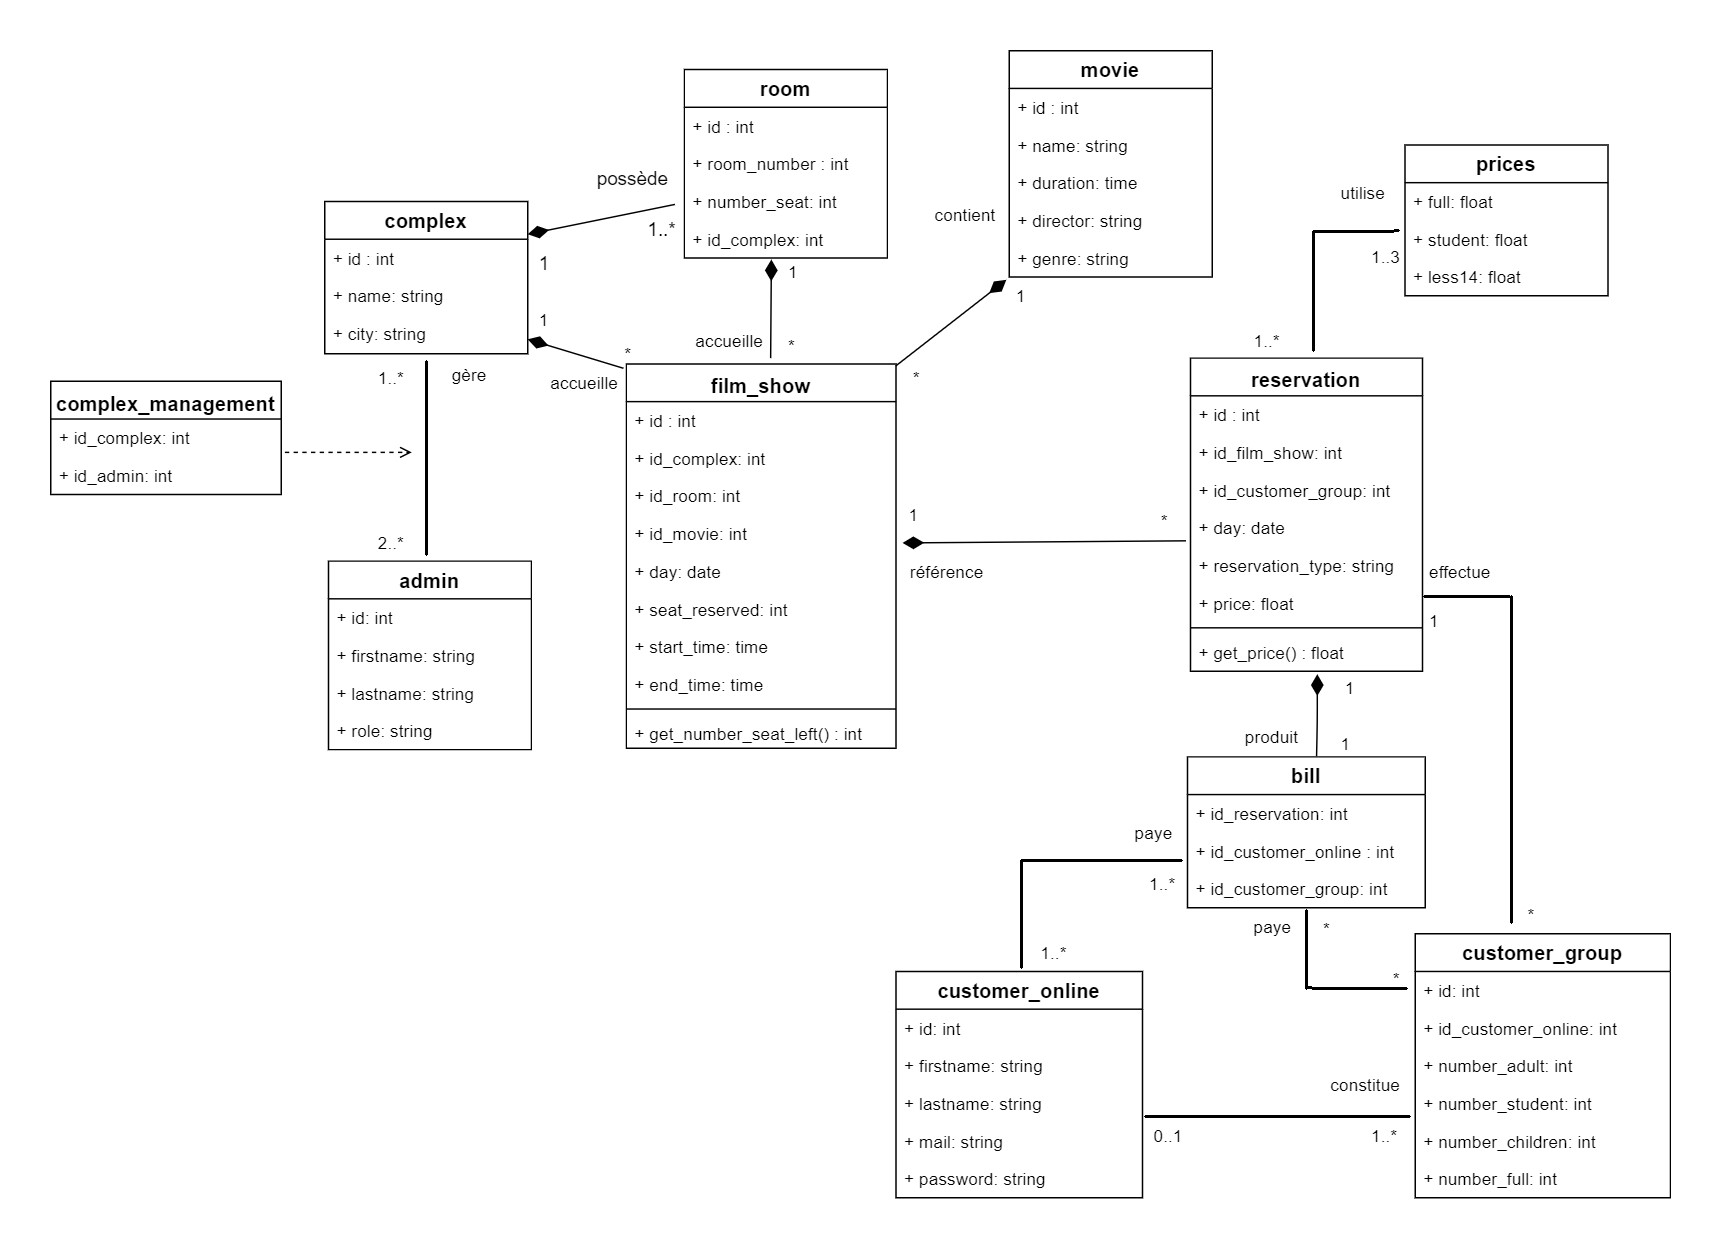 room
+ id : int
+ room_number : int
+ number_seat: int
+ id_complex: int
movie
+ id : int
+ name: string
+ duration: time
+ director: string
+ genre: string
prices
+ full: float
+ student: float
+ less14: float
complex
+ id : int
+ name: string
+ city: string
possède
1..*
1
1
*
accueille
1
accueille
*
contient
1
*
utilise
1..3
1..*
1..*
gère
2..*
complex_management
+ id_complex: int
+ id_admin: int
admin
+ id: int
+ firstname: string
+ lastname: string
+ role: string
film_show
+ id : int
+ id_complex: int
+ id_room: int
+ id_movie: int
+ day: date
+ seat_reserved: int
+ start_time: time
+ end_time: time
+ get_number_seat_left() : int
1
*
référence
reservation
+ id : int
+ id_film_show: int
+ id_customer_group: int
+ day: date
+ reservation_type: string
+ price: float
+ get_price() : float
effectue
1
*
1
produit
1
bill
+ id_reservation: int
+ id_customer_online : int
+ id_customer_group: int
paye
1..*
1..*
paye
*
*
customer_online
+ id: int
+ firstname: string
+ lastname: string
+ mail: string
+ password: string
constitue
0..1
1..*
customer_group
+ id: int
+ id_customer_online: int
+ number_adult: int
+ number_student: int
+ number_children: int
+ number_full: int